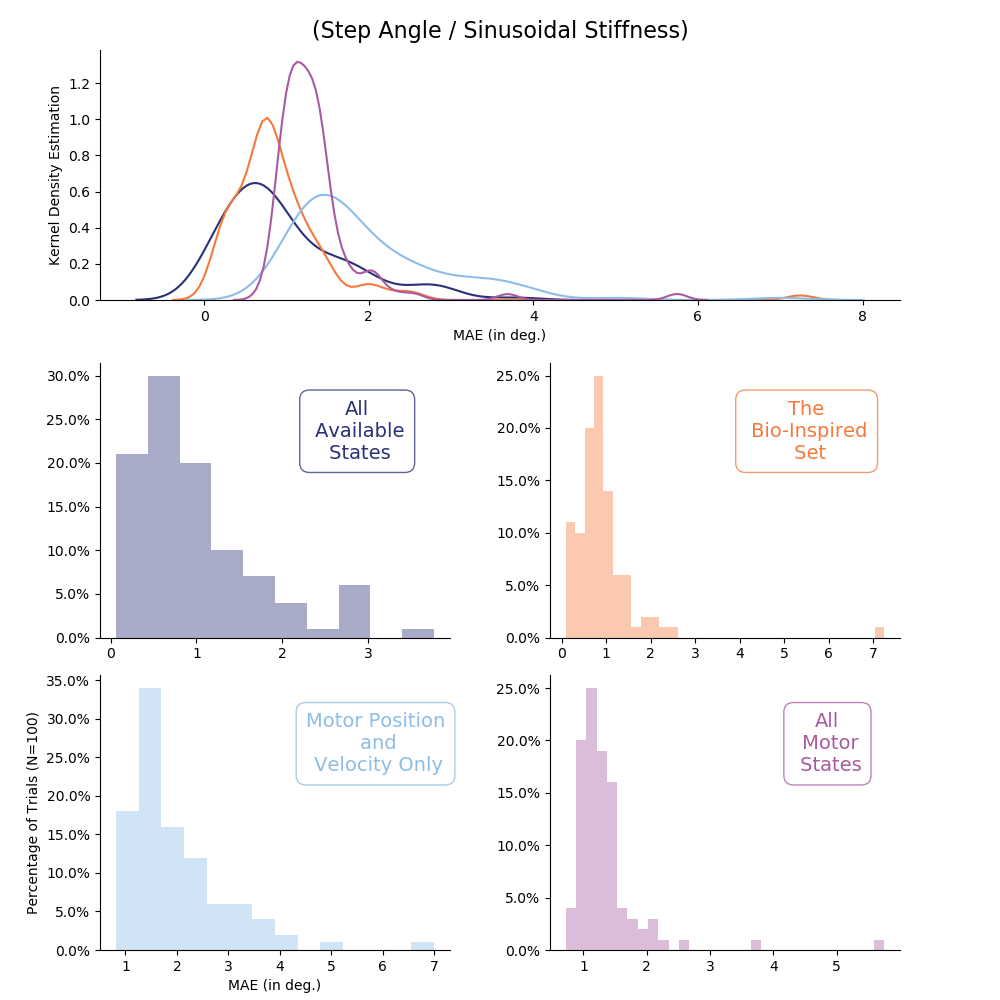 (Step Angle / Sinusoidal Stiffness)
Kernel Density Estimation
1.2
1.0
0.8
0.6
0.4
0.2
0.0
0 2 4 6 8
MAE (in deg.)
30.0%
25.0%
20.0%
15.0%
10.0%
5.0%
0.0%
0 1 2 3
All
Available
States
25.0%
20.0%
15.0%
10.0%
5.0%
0.0%
0 1 2 3 4 5 6 7
The
Bio-Inspired
Set
Percentage of Trials (N=100)
35.0%
30.0%
25.0%
20.0%
15.0%
10.0%
5.0%
0.0%
1 2 3 4 5 6 7
MAE (in deg.)
Motor Position
and
Velocity Only
25.0%
20.0%
15.0%
10.0%
5.0%
0.0%
1 2 3 4 5
All
Motor
States